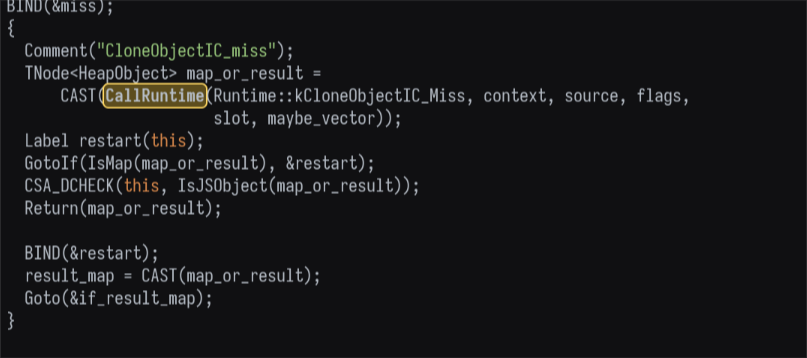 BIND(&miss);
{
  Comment("CloneObjectIC_miss");
  TNode<HeapObject> map_or_result =
      CAST(CallRuntime(Runtime::kCloneObjectIC_Miss, context, source, flags,
                       slot, maybe_vector));
  Label restart(this);
  GotoIf(IsMap(map_or_result), &restart);
  CSA_DCHECK(this, IsJSObject(map_or_result));
  Return(map_or_result);

  BIND(&restart);
  result_map = CAST(map_or_result);
  Goto(&if_result_map);
}